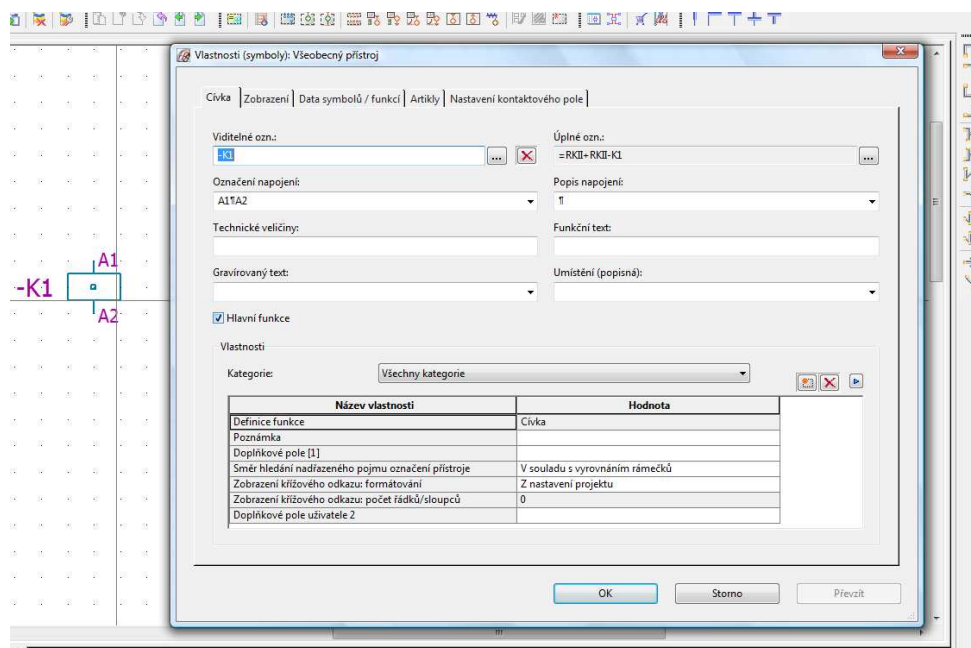 Vlastnosti (symboly): Všeobecný přístroj
Cívka Zobrazení Data symbolů / funkcí Artikly Nastavení kontaktového pole
Viditelné ozn.: Úplné ozn.:
-K1 ... =RKII+RKII-K1 ...
Označení napojení: Popis napojení:
A1¶A2 ¶
Technické veličiny: Funkční text:
Gravírovaný text: Umístění (popisná):
Hlavní funkce
Vlastnosti
Kategorie: Všechny kategorie
Název vlastnosti Hodnota
Definice funkce Cívka
Poznámka
Doplňkové pole [1]
Směr hledání nadřazeného pojmu označení přístroje V souladu s vyrovnáním rámečků
Zobrazení křížového odkazu: formátování Z nastavení projektu
Zobrazení křížového odkazu: počet řádků/sloupců 0
Doplňkové pole uživatele 2
OK Storno Převzít
A1
-K1
A2